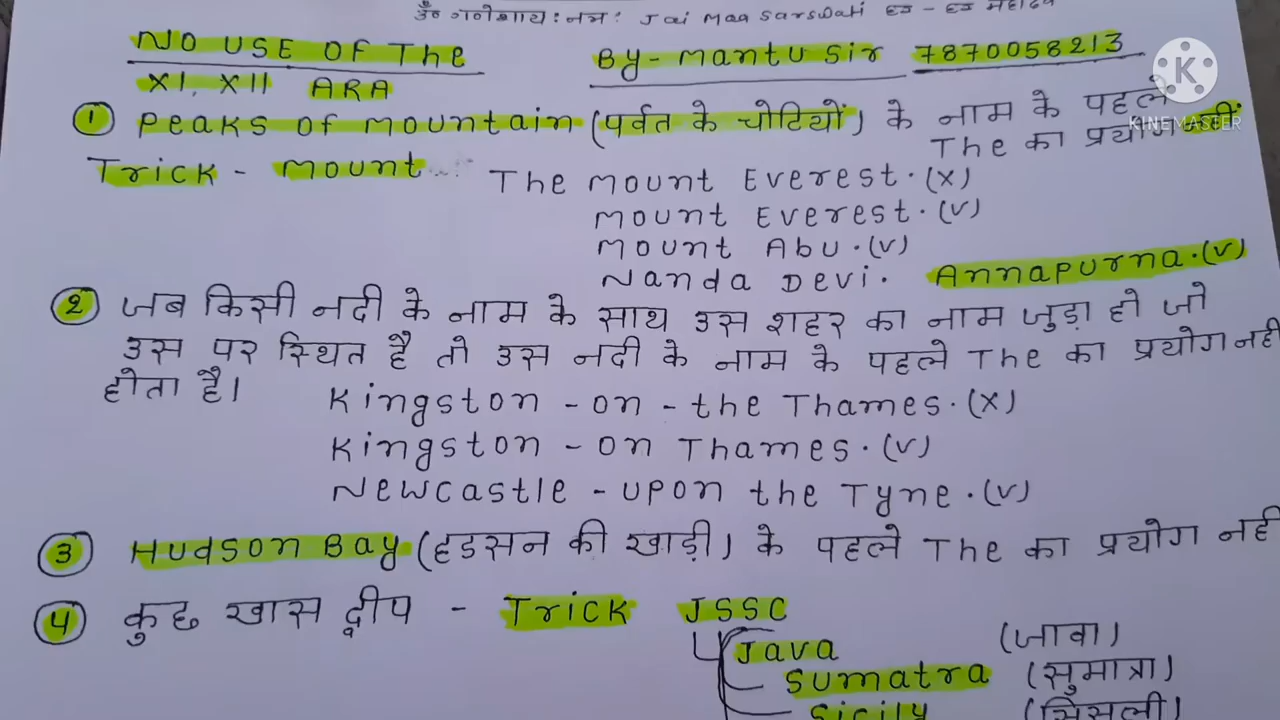 ॐ गनेशाय: नम: Jai Maa Sarswati हर - हर महादेव
NO USE OF The By - Mantu Sir 7870058213
XI, XII ARA
① Peaks of mountain (पर्वत के चोटियों) के नाम के पहले
The का प्रयोग नहीं
Trick - Mount The Mount Everest. (x)
Mount Everest. (v)
Mount Abu. (v)
Nanda Devi. Annapurna. (v)
② जब किसी नदी के नाम के साथ उस शहर का नाम जुड़ा हो जो
उस पर स्थित है तो उस नदी के नाम के पहले The का प्रयोग नही
होता है।
Kingston - on - the Thames. (x)
Kingston - on Thames. (v)
Newcastle - upon the Tyne. (v)
③ Hudson Bay (हडसन की खाड़ी) के पहले The का प्रयोग नही
④ कुछ खास द्वीप - Trick JSSC
Java (जावा)
Sumatra (सुमात्रा)
Sicily (सिसली)
K
KINEMASTER